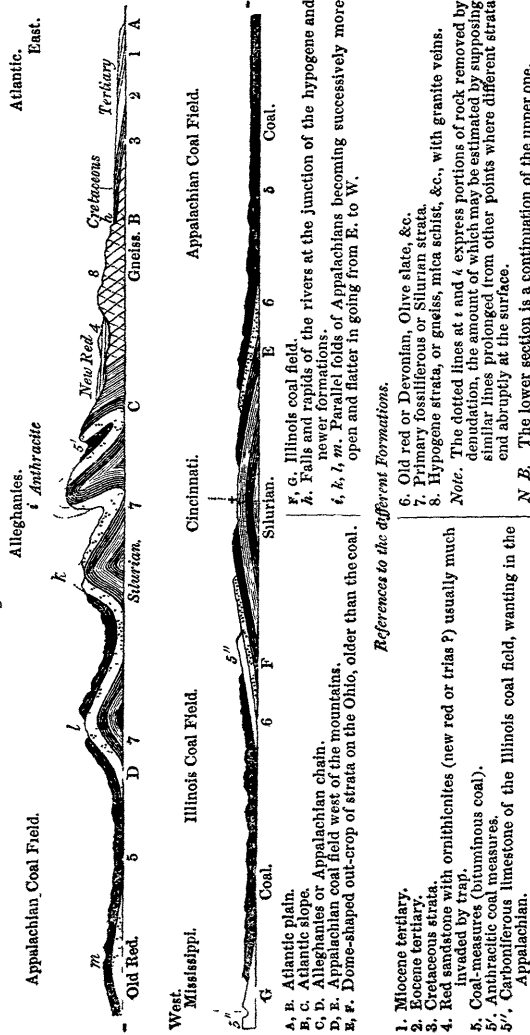 Atlantic.
East.
Alleghanies.
Appalachian Coal Field.
i Anthracite
k
l
m
5'
New Red.
4
8
Cretaceous
h
Tertiary
Old Red.
5
D
7
Silurian.
7
C
Gneiss.
B
3
2
1
A
West.
Mississippi.
Illinois Coal Field.
Cincinnati.
Appalachian Coal Field.
5"
5"
G
Coal.
6
F
Silurian.
E
6
5
Coal.
A, B. Atlantic plain.
B, C. Atlantic slope.
C, D. Alleghanies or Appalachian chain.
D, E. Appalachian coal field west of the mountains.
E, F. Dome-shaped out-crop of strata on the Ohio, older than the coal.
F, G. Illinois coal field.
h. Falls and rapids of the rivers at the junction of the hypogene and
newer formations.
i, k, l, m. Parallel folds of Appalachians becoming successively more
open and flatter in going from E. to W.
References to the different Formations.
1. Miocene tertiary.
2. Eocene tertiary.
3. Cretaceous strata.
4. Red sandstone with ornithicnites (new red or trias ?) usually much
invaded by trap.
5, Coal-measures (bituminous coal).
5', Anthracitic coal measures.
5", Carboniferous limestone of the Illinois coal field, wanting in the
Appalachian.
6. Old red or Devonian, Olive slate, &c.
7. Primary fossiliferous or Silurian strata.
8. Hypogene strata, or gneiss, mica schist, &c., with granite veins.
Note. The dotted lines at i and k express portions of rock removed by
denudation, the amount of which may be estimated by supposing
similar lines prolonged from other points where different strata
end abruptly at the surface.
N B. The lower section is a continuation of the upper one.